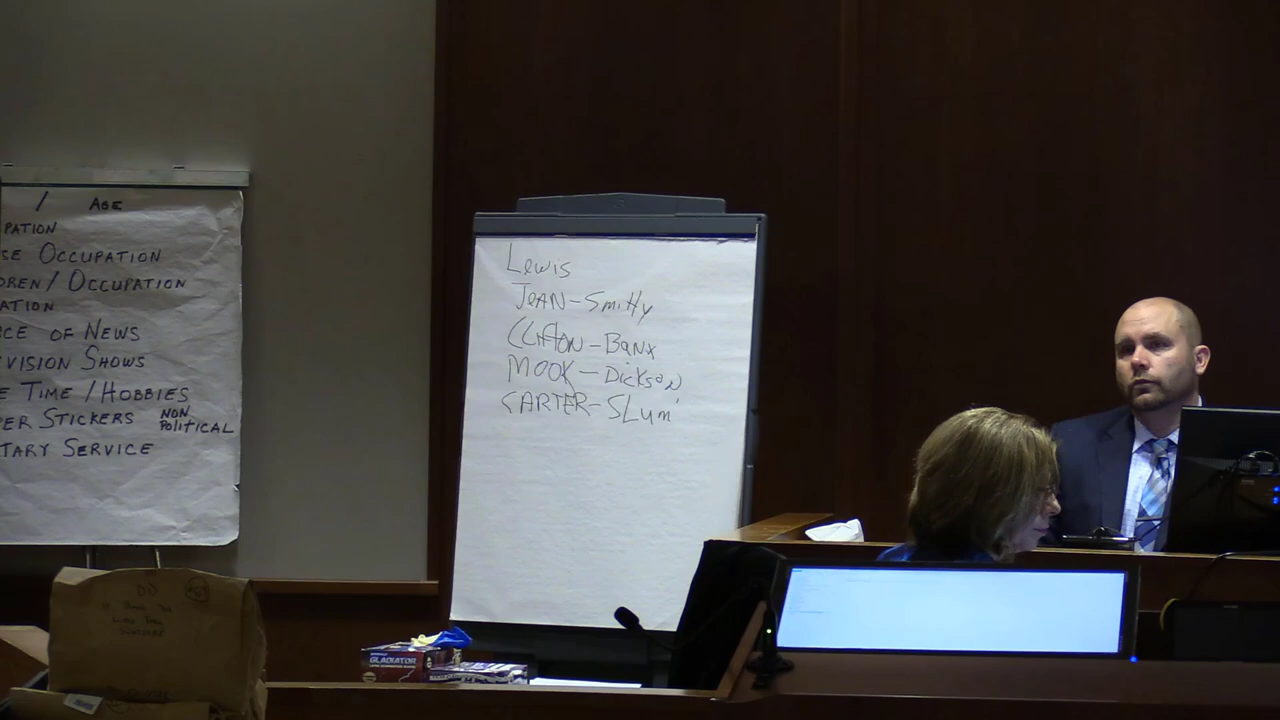 / AGE
PATION
SE OCCUPATION
DREN / OCCUPATION
ATION
CE OF NEWS
VISION SHOWS
E TIME / HOBBIES
ER STICKERS NON POLITICAL
TARY SERVICE
Lewis
JEAN-Smitty
CLifton-Banx
MOOK-Dickson
CARTER-SLum
GLADIATOR